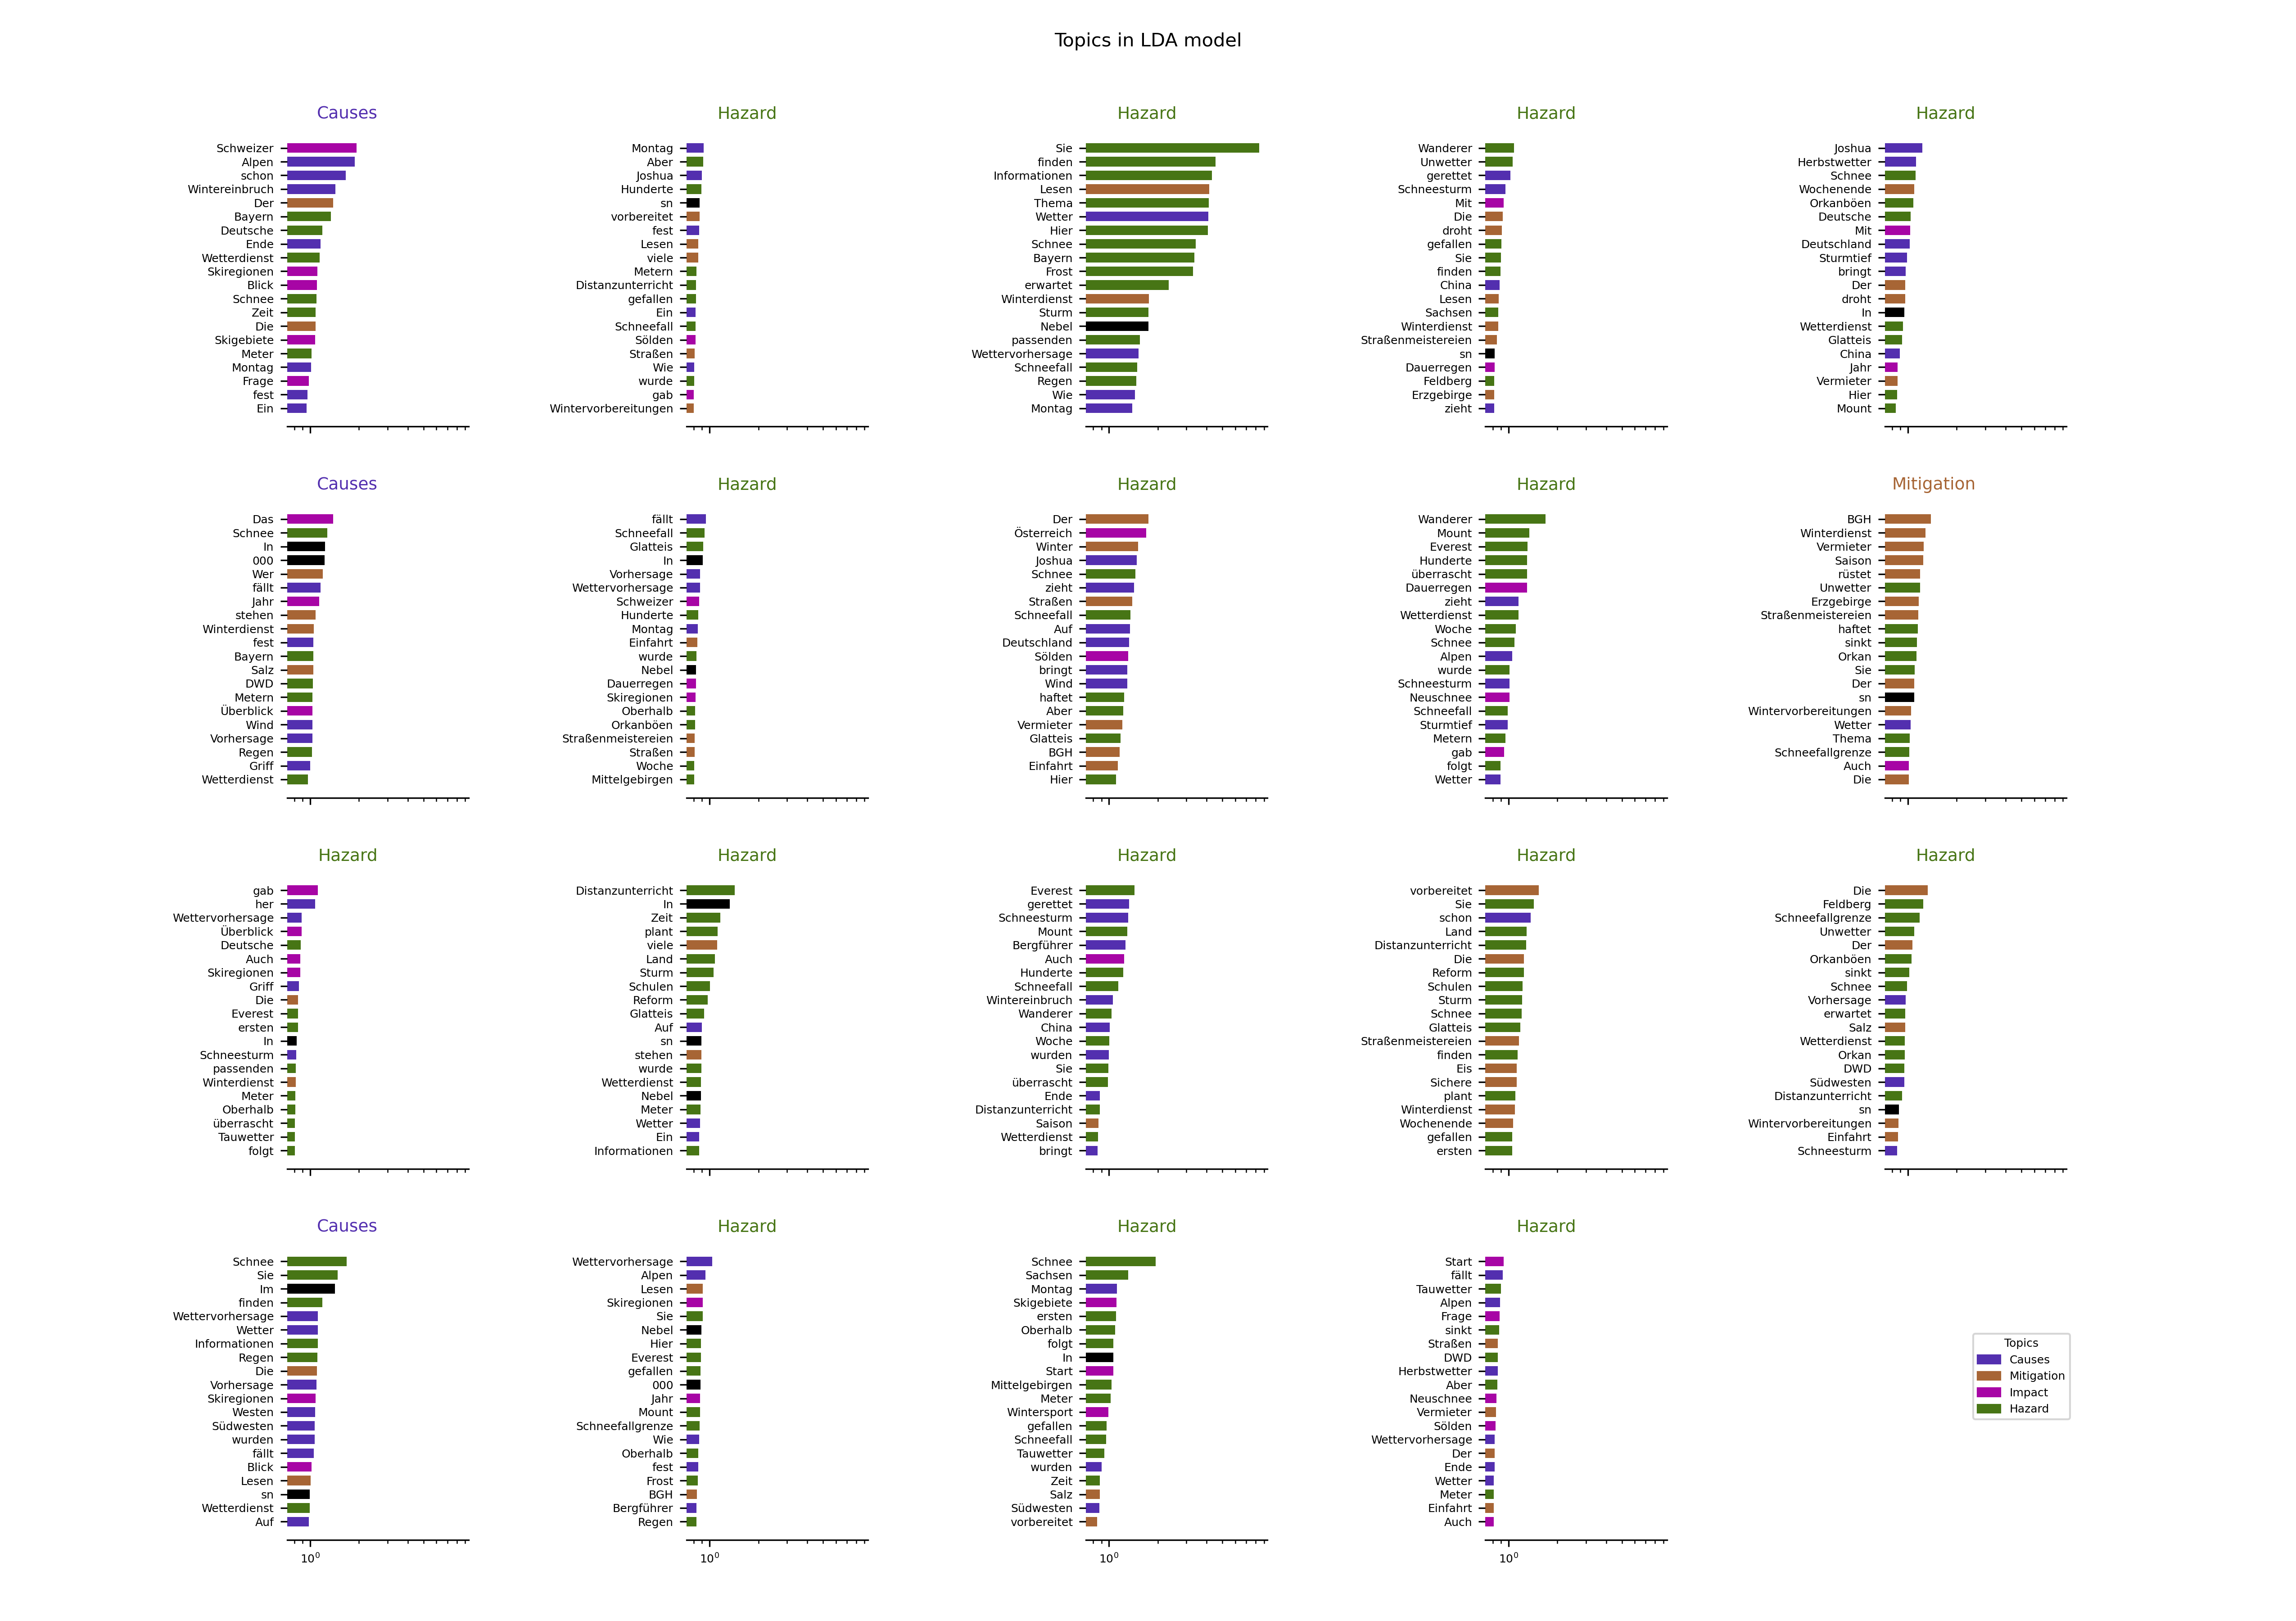 Topics in LDA model
Causes
Schweizer
Alpen
schon
Wintereinbruch
Der
Bayern
Deutsche
Ende
Wetterdienst
Skiregionen
Blick
Schnee
Zeit
Die
Skigebiete
Meter
Montag
Frage
fest
Ein
Hazard
Montag
Aber
Joshua
Hunderte
sn
vorbereitet
fest
Lesen
viele
Metern
Distanzunterricht
gefallen
Ein
Schneefall
Sölden
Straßen
Wie
wurde
gab
Wintervorbereitungen
Hazard
Sie
finden
Informationen
Lesen
Thema
Wetter
Hier
Schnee
Bayern
Frost
erwartet
Winterdienst
Sturm
Nebel
passenden
Wettervorhersage
Schneefall
Regen
Wie
Montag
Hazard
Wanderer
Unwetter
gerettet
Schneesturm
Mit
Die
droht
gefallen
Sie
finden
China
Lesen
Sachsen
Winterdienst
Straßenmeistereien
sn
Dauerregen
Feldberg
Erzgebirge
zieht
Hazard
Joshua
Herbstwetter
Schnee
Wochenende
Orkanböen
Deutsche
Mit
Deutschland
Sturmtief
bringt
Der
droht
In
Wetterdienst
Glatteis
China
Jahr
Vermieter
Hier
Mount
Causes
Das
Schnee
In
000
Wer
fällt
Jahr
stehen
Winterdienst
fest
Bayern
Salz
DWD
Metern
Überblick
Wind
Vorhersage
Regen
Griff
Wetterdienst
Hazard
fällt
Schneefall
Glatteis
In
Vorhersage
Wettervorhersage
Schweizer
Hunderte
Montag
Einfahrt
wurde
Nebel
Dauerregen
Skiregionen
Oberhalb
Orkanböen
Straßenmeistereien
Straßen
Woche
Mittelgebirgen
Hazard
Der
Österreich
Winter
Joshua
Schnee
zieht
Straßen
Schneefall
Auf
Deutschland
Sölden
bringt
Wind
haftet
Aber
Vermieter
Glatteis
BGH
Einfahrt
Hier
Hazard
Wanderer
Mount
Everest
Hunderte
überrascht
Dauerregen
zieht
Wetterdienst
Woche
Schnee
Alpen
wurde
Schneesturm
Neuschnee
Schneefall
Sturmtief
Metern
gab
folgt
Wetter
Mitigation
BGH
Winterdienst
Vermieter
Saison
rüstet
Unwetter
Erzgebirge
Straßenmeistereien
haftet
sinkt
Orkan
Sie
Der
sn
Wintervorbereitungen
Wetter
Thema
Schneefallgrenze
Auch
Die
Hazard
gab
her
Wettervorhersage
Überblick
Deutsche
Auch
Skiregionen
Griff
Die
Everest
ersten
In
Schneesturm
passenden
Winterdienst
Meter
Oberhalb
überrascht
Tauwetter
folgt
Hazard
Distanzunterricht
In
Zeit
plant
viele
Land
Sturm
Schulen
Reform
Glatteis
Auf
sn
stehen
wurde
Wetterdienst
Nebel
Meter
Wetter
Ein
Informationen
Hazard
Everest
gerettet
Schneesturm
Mount
Bergführer
Auch
Hunderte
Schneefall
Wintereinbruch
Wanderer
China
Woche
wurden
Sie
überrascht
Ende
Distanzunterricht
Saison
Wetterdienst
bringt
Hazard
vorbereitet
Sie
schon
Land
Distanzunterricht
Die
Reform
Schulen
Sturm
Schnee
Glatteis
Straßenmeistereien
finden
Eis
Sichere
plant
Winterdienst
Wochenende
gefallen
ersten
Hazard
Die
Feldberg
Schneefallgrenze
Unwetter
Der
Orkanböen
sinkt
Schnee
Vorhersage
erwartet
Salz
Wetterdienst
Orkan
DWD
Südwesten
Distanzunterricht
sn
Wintervorbereitungen
Einfahrt
Schneesturm
Causes
Schnee
Sie
Im
finden
Wettervorhersage
Wetter
Informationen
Regen
Die
Vorhersage
Skiregionen
Westen
Südwesten
wurden
fällt
Blick
Lesen
sn
Wetterdienst
Auf
10⁰
Hazard
Wettervorhersage
Alpen
Lesen
Skiregionen
Sie
Nebel
Hier
Everest
gefallen
000
Jahr
Mount
Schneefallgrenze
Wie
Oberhalb
fest
Frost
BGH
Bergführer
Regen
10⁰
Hazard
Schnee
Sachsen
Montag
Skigebiete
ersten
Oberhalb
folgt
In
Start
Mittelgebirgen
Meter
Wintersport
gefallen
Schneefall
Tauwetter
wurden
Zeit
Salz
Südwesten
vorbereitet
10⁰
Hazard
Start
fällt
Tauwetter
Alpen
Frage
sinkt
Straßen
DWD
Herbstwetter
Aber
Neuschnee
Vermieter
Sölden
Wettervorhersage
Der
Ende
Wetter
Meter
Einfahrt
Auch
10⁰
Topics
Causes
Mitigation
Impact
Hazard